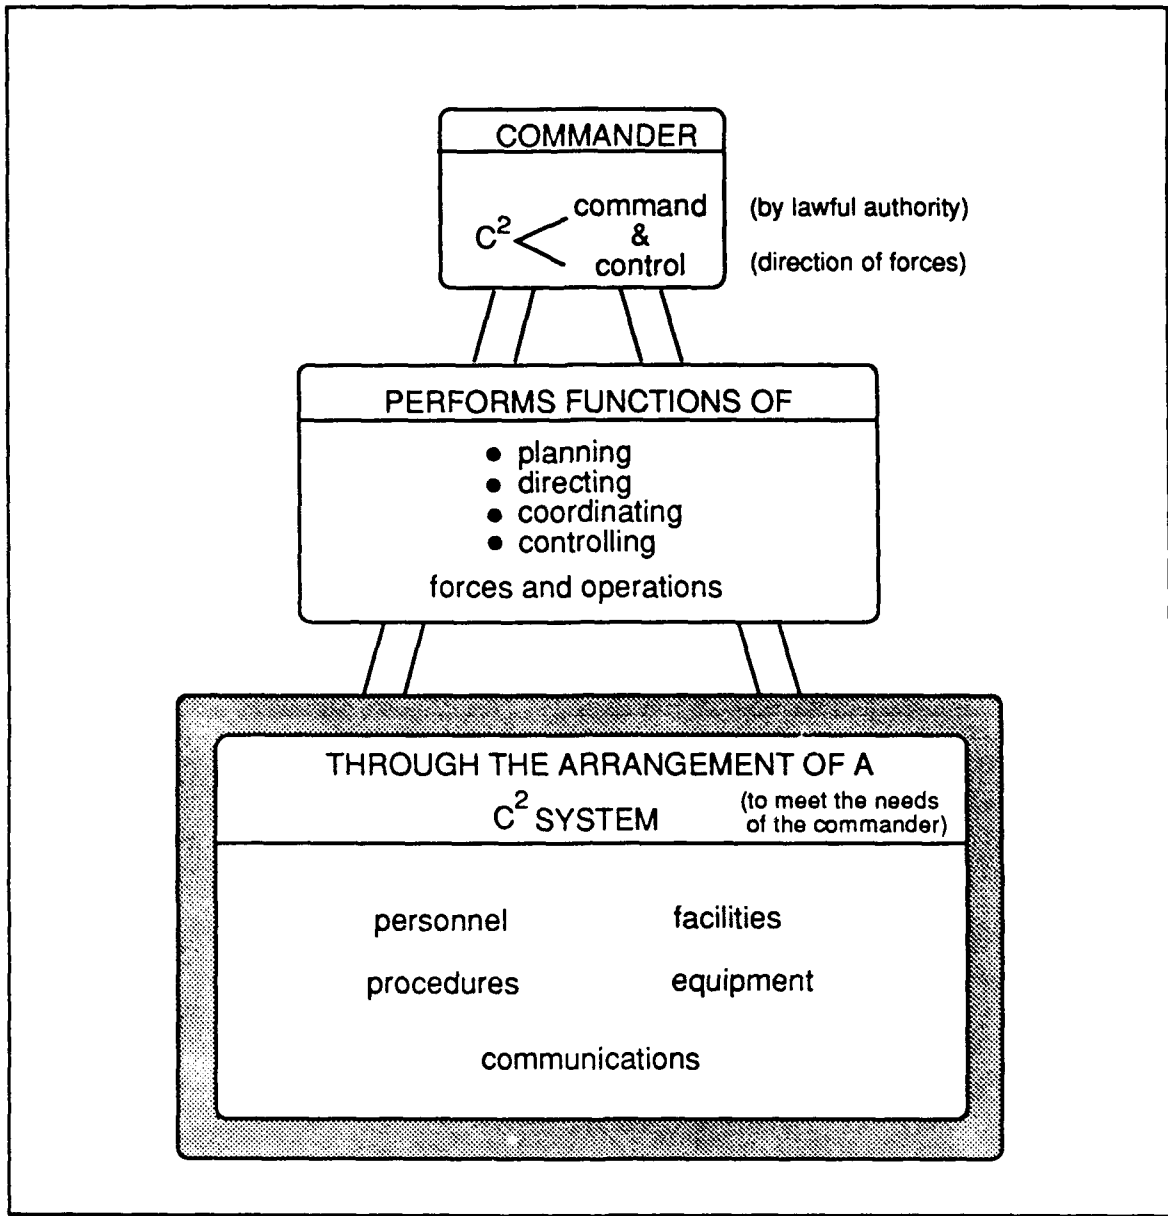 COMMANDER
command (by lawful authority)
C² < &
control (direction of forces)
PERFORMS FUNCTIONS OF
• planning
• directing
• coordinating
• controlling
forces and operations
THROUGH THE ARRANGEMENT OF A
C² SYSTEM (to meet the needs
of the commander)
personnel facilities
procedures equipment
communications